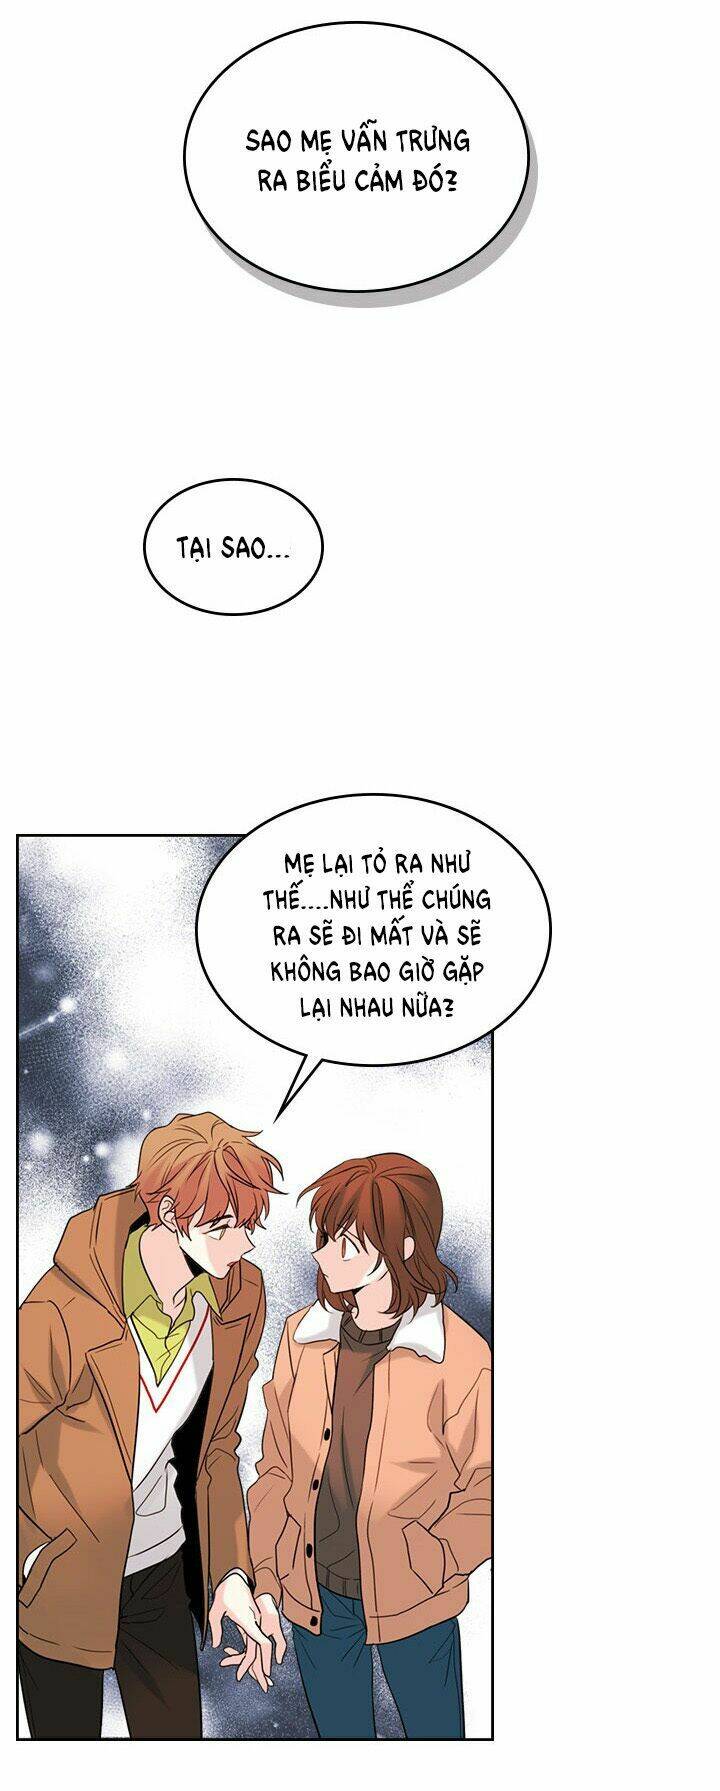 SAO MẸ VẪN TRƯNG
RA BIỂU CẢM ĐÓ?
TẠI SAO...
MẸ LẠI TỎ RA NHƯ
THẾ....NHƯ THỂ CHÚNG
RA SẼ ĐI MẤT VÀ SẼ
KHÔNG BAO GIỜ GẶP
LẠI NHAU NỮA?